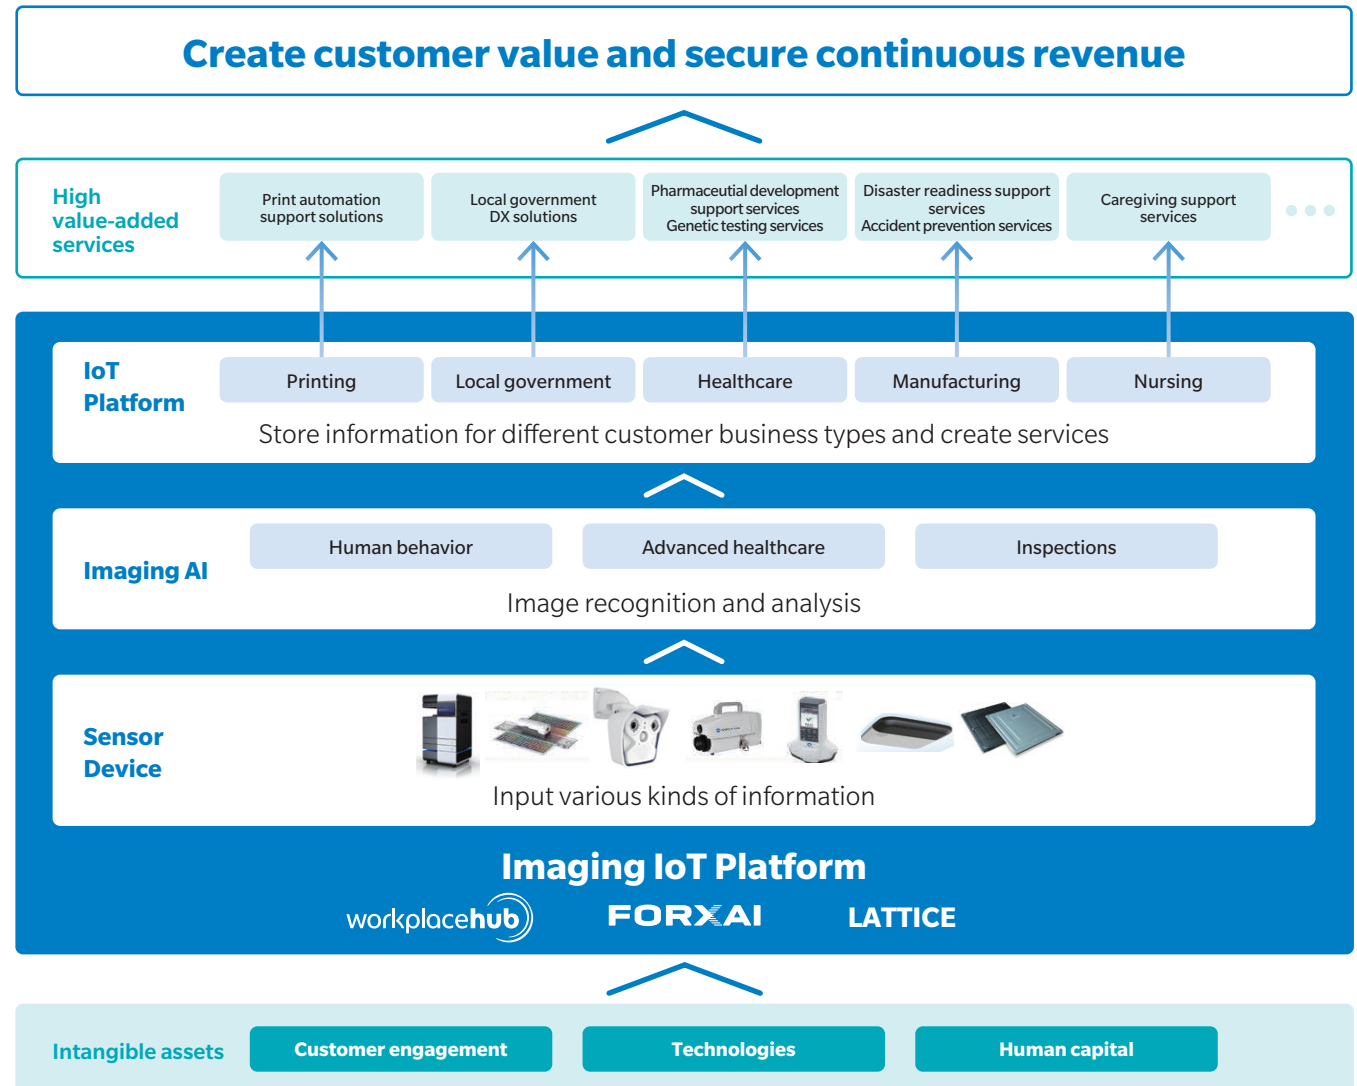 Create customer value and secure continuous revenue
High
value-added
services
Print automation
support solutions
Local government
DX solutions
Pharmaceutial development
support services
Genetic testing services
Disaster readiness support
services
Accident prevention services
Caregiving support
services
IoT
Platform
Printing
Local government
Healthcare
Manufacturing
Nursing
Store information for different customer business types and create services
Imaging AI
Human behavior
Advanced healthcare
Inspections
Image recognition and analysis
Sensor
Device
Input various kinds of information
Imaging IoT Platform
workplacehub
FORXAI
LATTICE
Intangible assets
Customer engagement
Technologies
Human capital